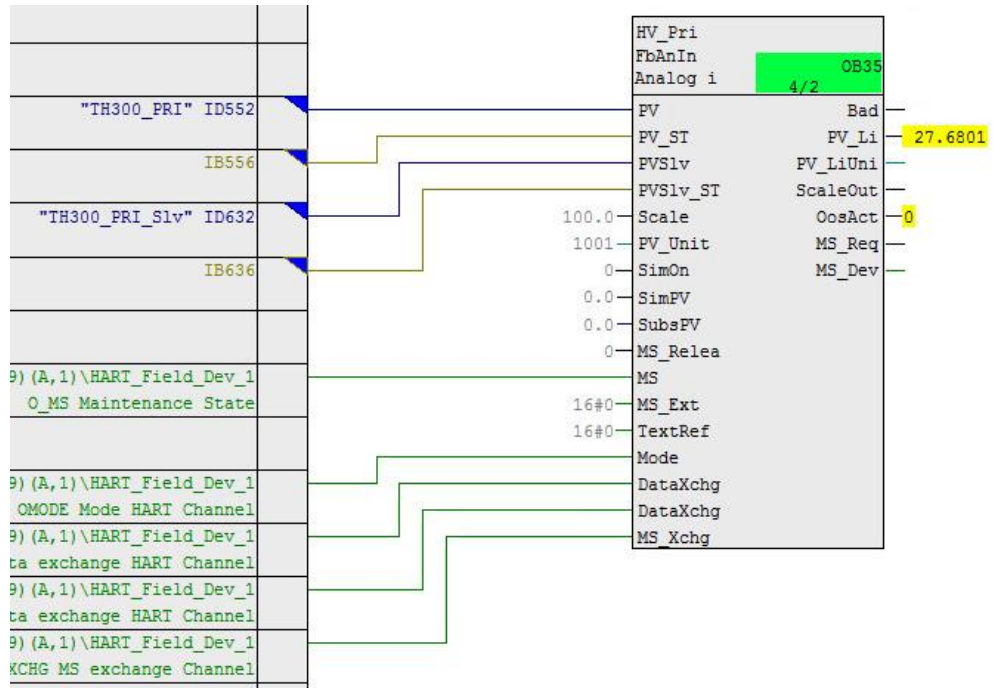 HV_Pri
FbAnIn
Analog i
OB35
4/2
"TH300_PRI" ID552
PV
Bad
PV_ST
PV_Li
27.6801
IB556
PVSlv
PV_LiUni
PVSlv_ST
ScaleOut
"TH300_PRI_Slv" ID632
100.0
Scale
OosAct
0
1001
PV_Unit
MS_Req
IB636
0
SimOn
MS_Dev
0.0
SimPV
0.0
SubsPV
0
MS_Relea
9)(A,1)\HART_Field_Dev_1
MS
O_MS Maintenance State
16#0
MS_Ext
16#0
TextRef
Mode
9)(A,1)\HART_Field_Dev_1
DataXchg
OMODE Mode HART Channel
DataXchg
9)(A,1)\HART_Field_Dev_1
MS_Xchg
ta exchange HART Channel
9)(A,1)\HART_Field_Dev_1
ta exchange HART Channel
9)(A,1)\HART_Field_Dev_1
XCHG MS exchange Channel